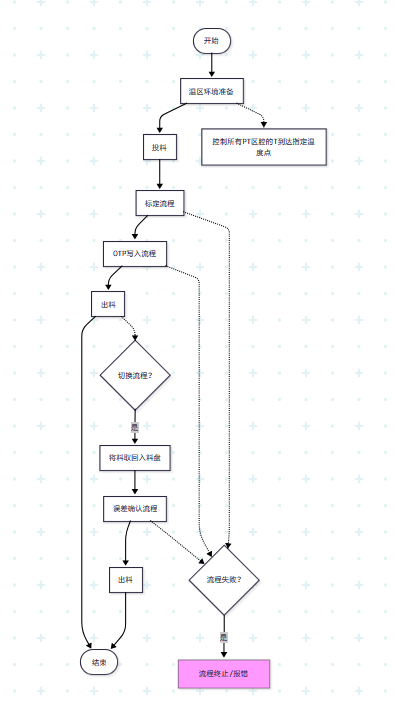 开始
温区环境准备
投料
控制所有PT区腔的T到达指定温
度点
标定流程
OTP写入流程
出料
切换流程？
是
将料取回入料盘
误差确认流程
出料
流程失败？
是
结束
流程终止/报错